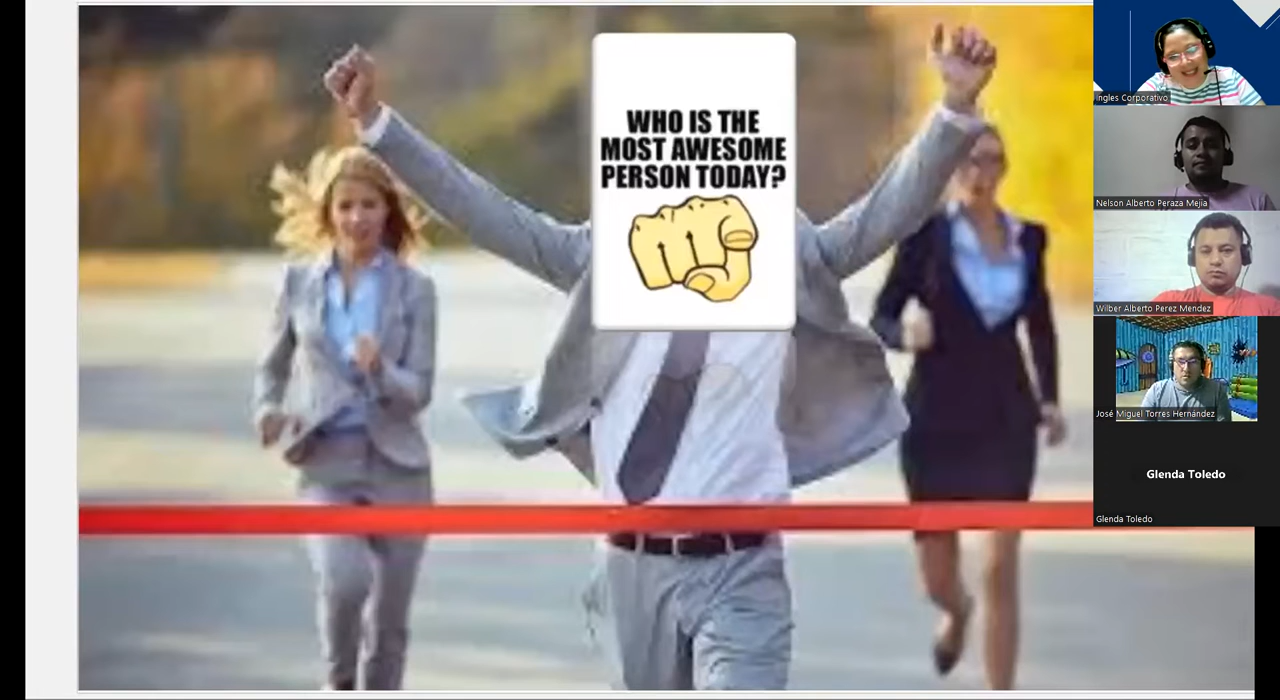 WHO IS THE
MOST AWESOME
PERSON TODAY?
Ingles Corporativo
Nelson Alberto Peraza Mejia
Wilber Alberto Perez Mendez
José Miguel Torres Hernández
Glenda Toledo
Glenda Toledo